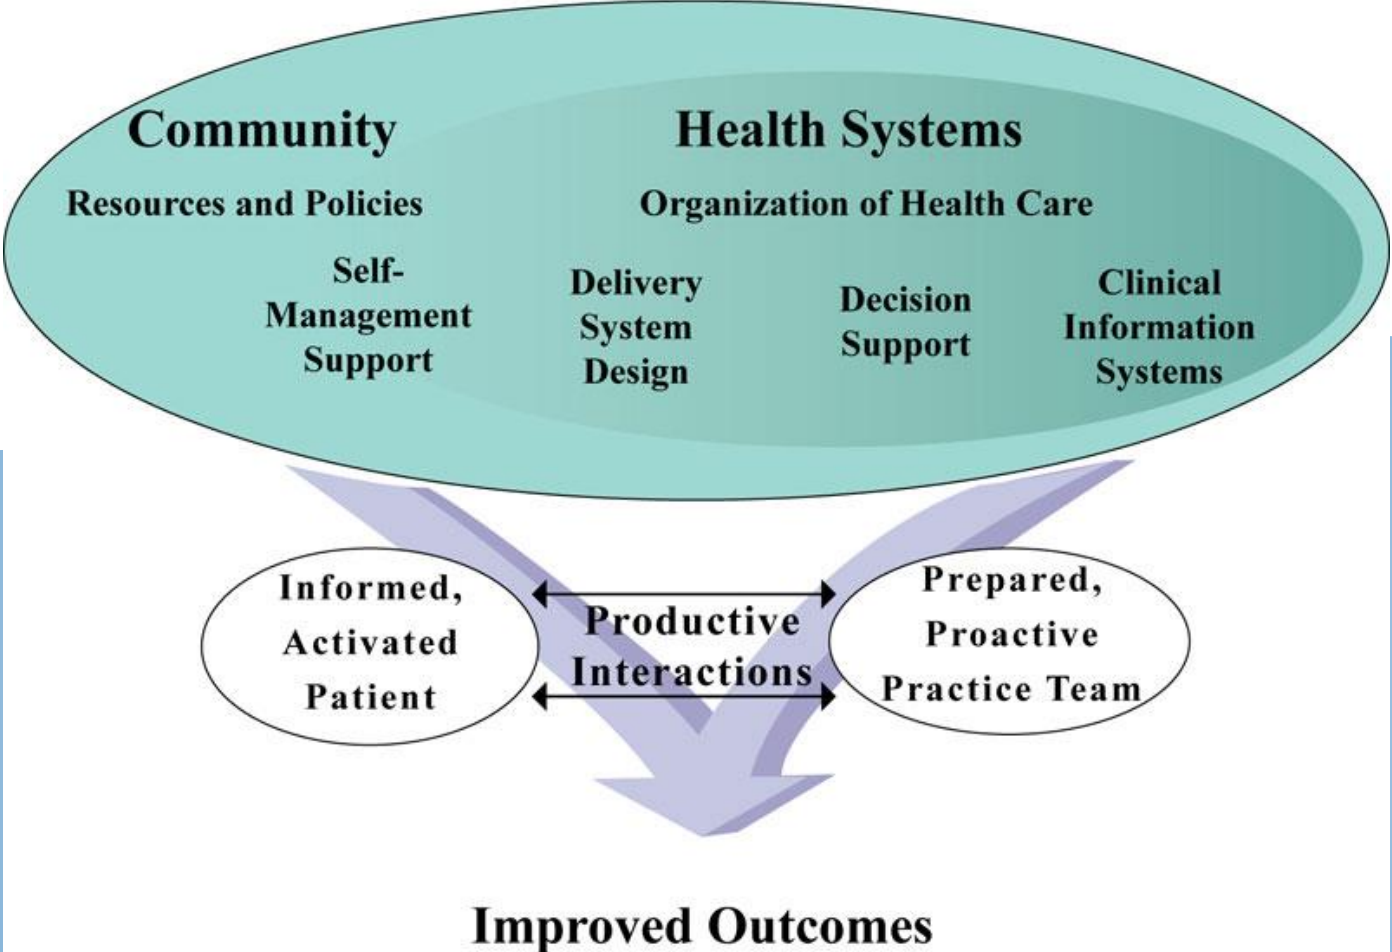 Community
Health Systems
Resources and Policies
Organization of Health Care
Self-
Management
Support
Delivery
System
Design
Decision
Support
Clinical
Information
Systems
Informed,
Activated
Patient
Productive
Interactions
Prepared,
Proactive
Practice Team
Improved Outcomes